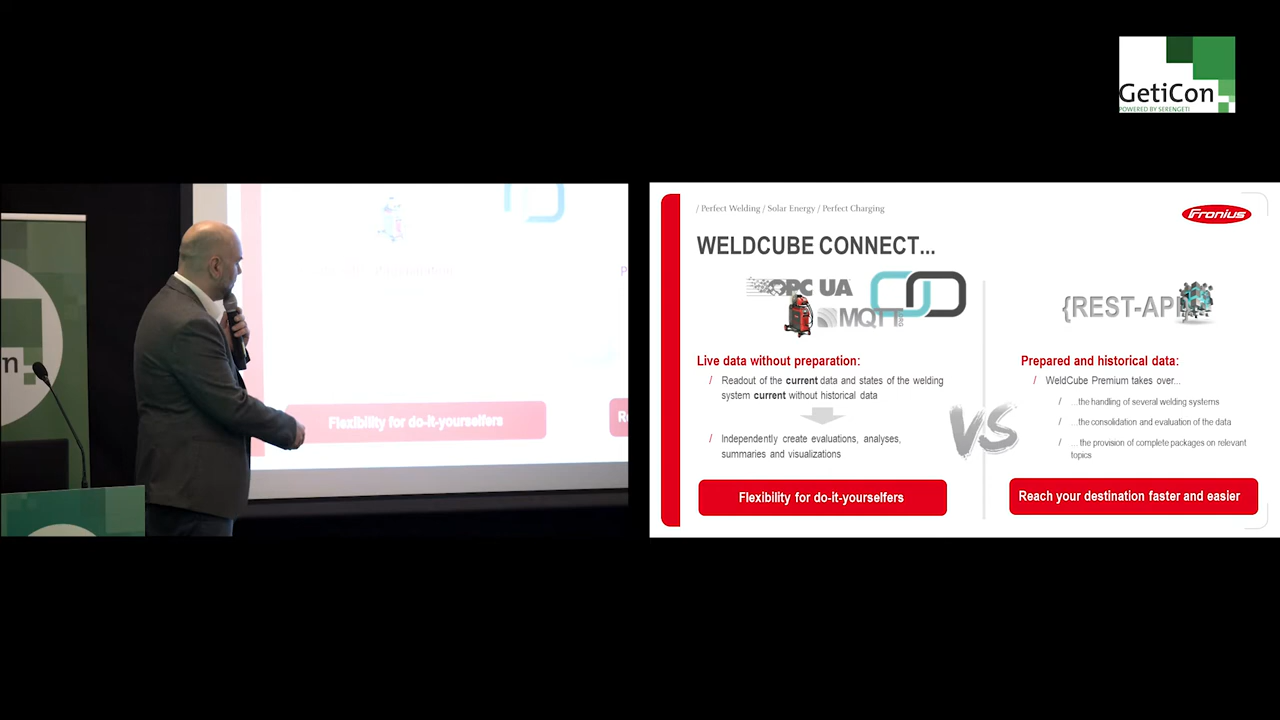 GetiCon
POWERED BY SERENGETI
/ Perfect Welding / Solar Energy / Perfect Charging
Fronius
WELDCUBE CONNECT...
OPC UA
MQTT
{REST-API
Live data without preparation:
/ Readout of the current data and states of the welding
system current without historical data
/ Independently create evaluations, analyses,
summaries and visualizations
Flexibility for do-it-yourselfers
VS
Prepared and historical data:
/ WeldCube Premium takes over...
/ ...the handling of several welding systems
/ ...the consolidation and evaluation of the data
/ ... the provision of complete packages on relevant
topics
Reach your destination faster and easier
Flexibility for do-it-yourselfers